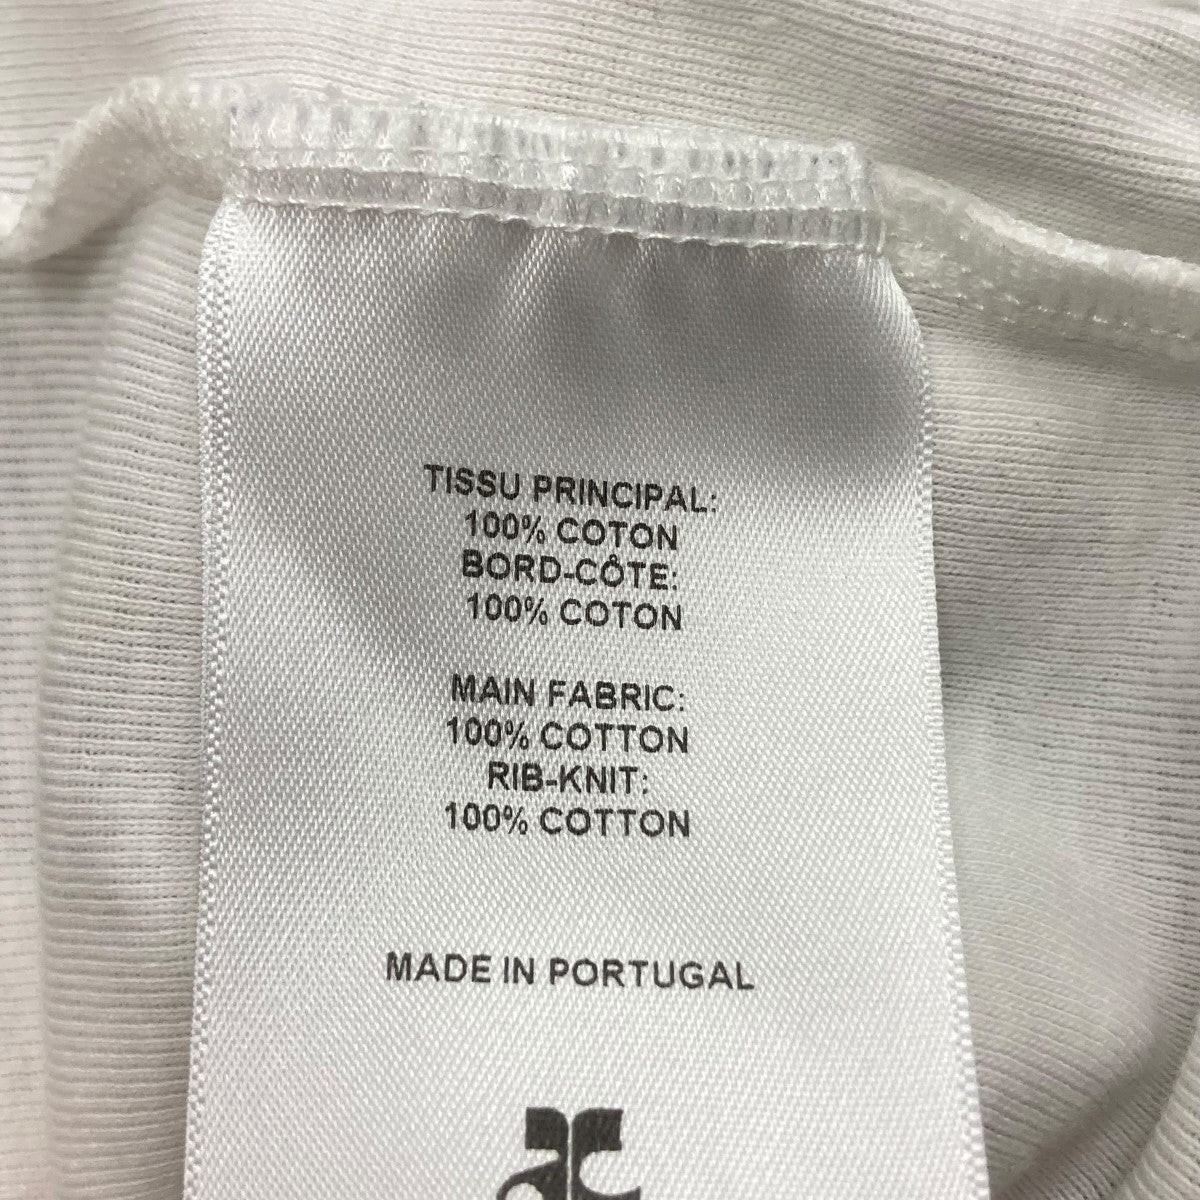 TISSU PRINCIPAL:
100% COTON
BORD-CÔTE:
100% COTON
MAIN FABRIC:
100% COTTON
RIB-KNIT:
100% COTTON
MADE IN PORTUGAL